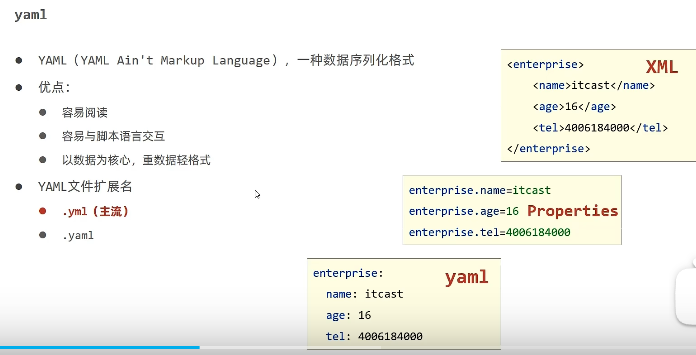 yaml
● YAML（YAML Ain't Markup Language），一种数据序列化格式
● 优点：
● 容易阅读
● 容易与脚本语言交互
● 以数据为核心，重数据轻格式
● YAML文件扩展名
● .yml（主流）
● .yaml
<enterprise>
XML
<name>itcast</name>
<age>16</age>
<tel>4006184000</tel>
</enterprise>
enterprise.name=itcast
enterprise.age=16
Properties
enterprise.tel=4006184000
enterprise:
yaml
name: itcast
age: 16
tel: 4006184000